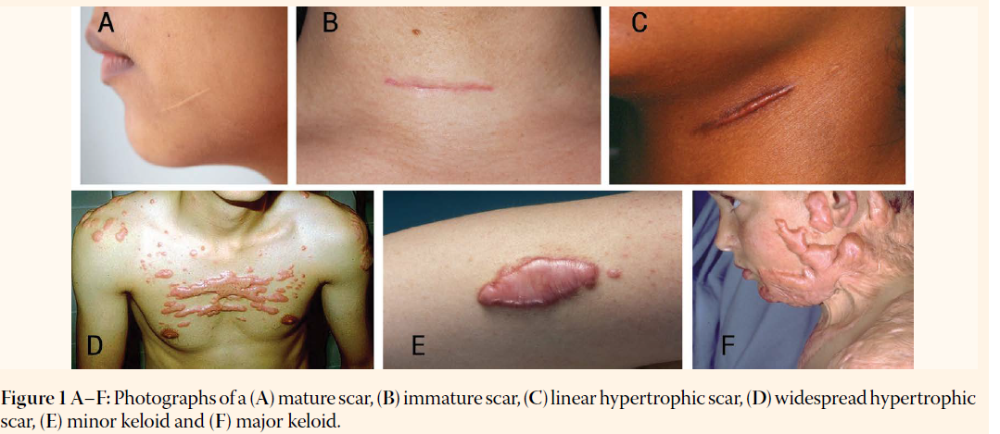 A
B
C
D
E
F
Figure 1 A–F: Photographs of a (A) mature scar, (B) immature scar, (C) linear hypertrophic scar, (D) widespread hypertrophic
scar, (E) minor keloid and (F) major keloid.